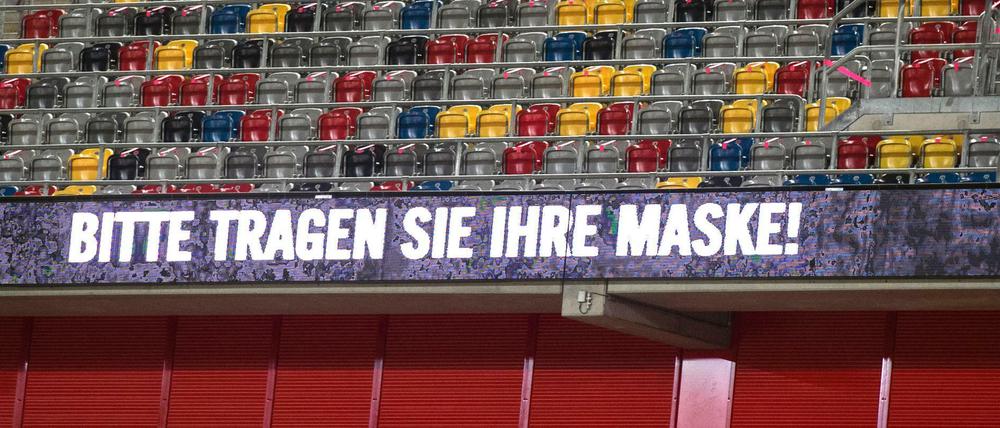 BITTE TRAGEN SIE IHRE MASKE!